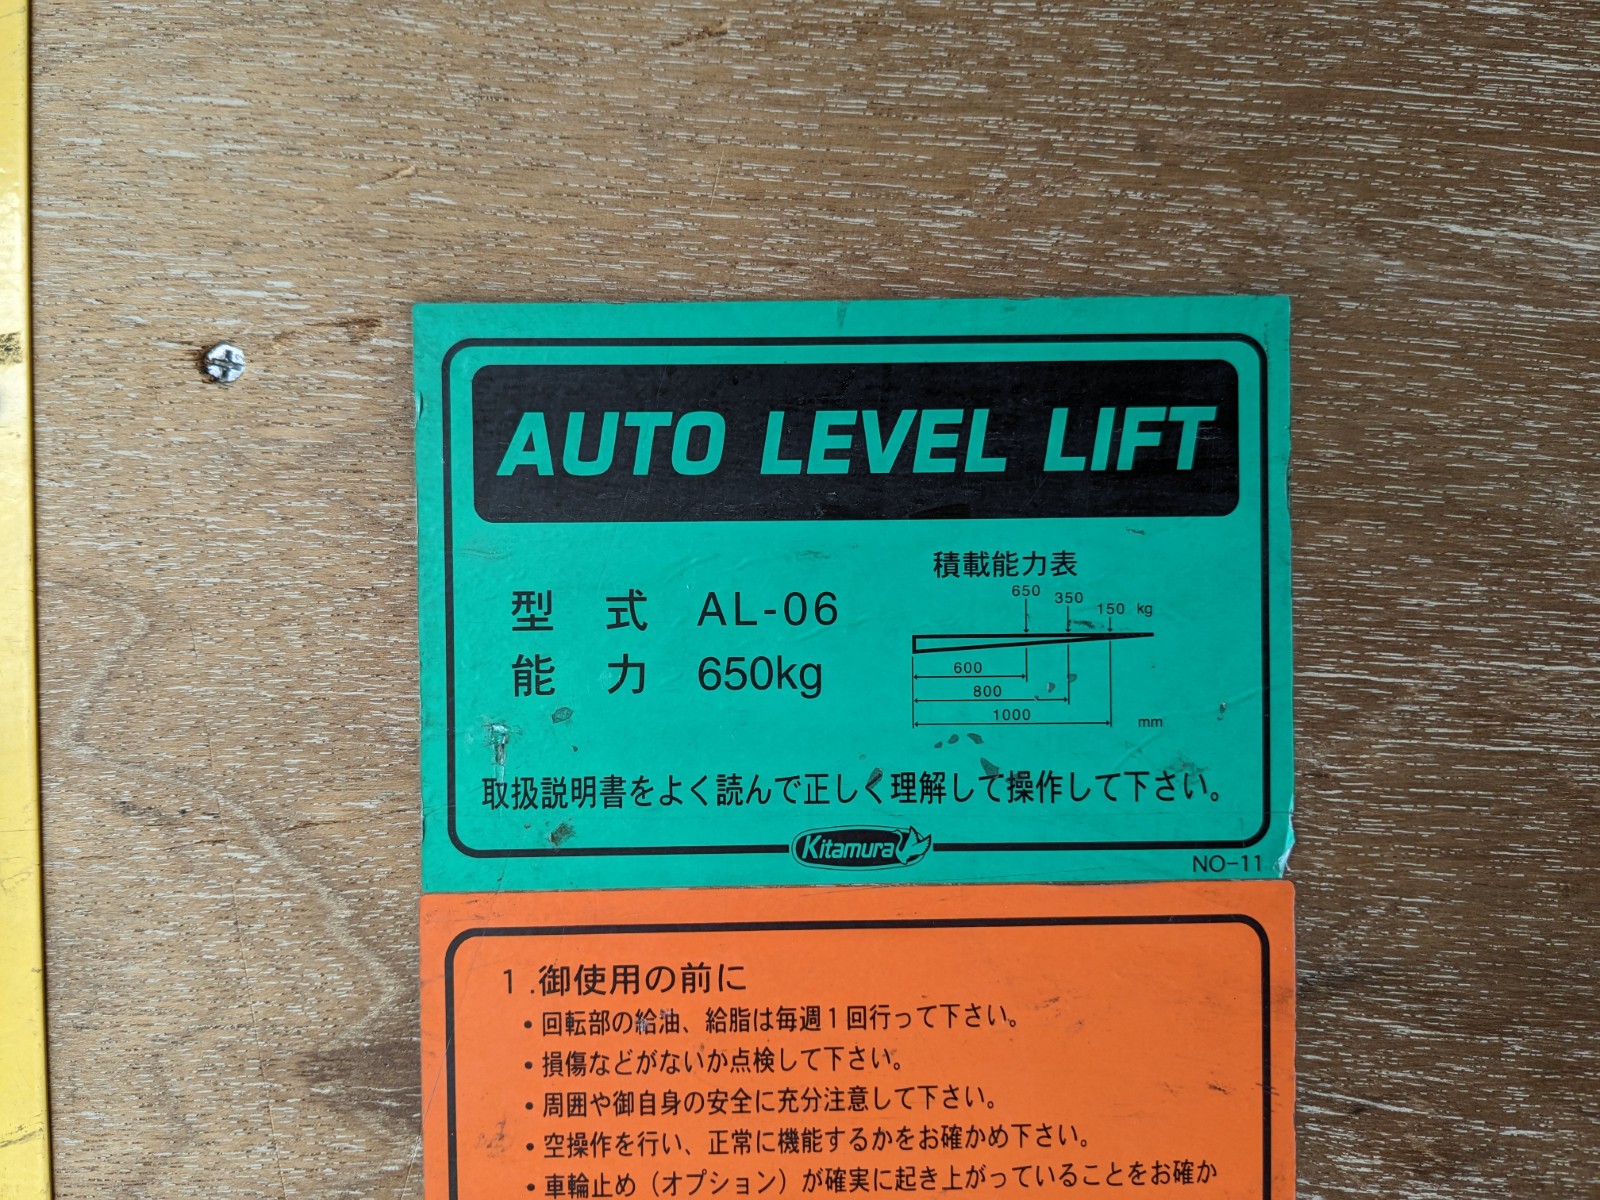 AUTO LEVEL LIFT
型 式 AL-06
能 力 650kg
積載能力表
650 350 150 kg
600
800
1000 mm
取扱説明書をよく読んで正しく理解して操作して下さい。
Kitamura
NO-11
1.御使用の前に
・回転部の給油、給脂は毎週1回行って下さい。
・損傷などがないか点検して下さい。
・周囲や御自身の安全に充分注意して下さい。
・空操作を行い、正常に機能するかをお確かめ下さい。
・車輪止め（オプション）が確実に起き上がっていることをお確か